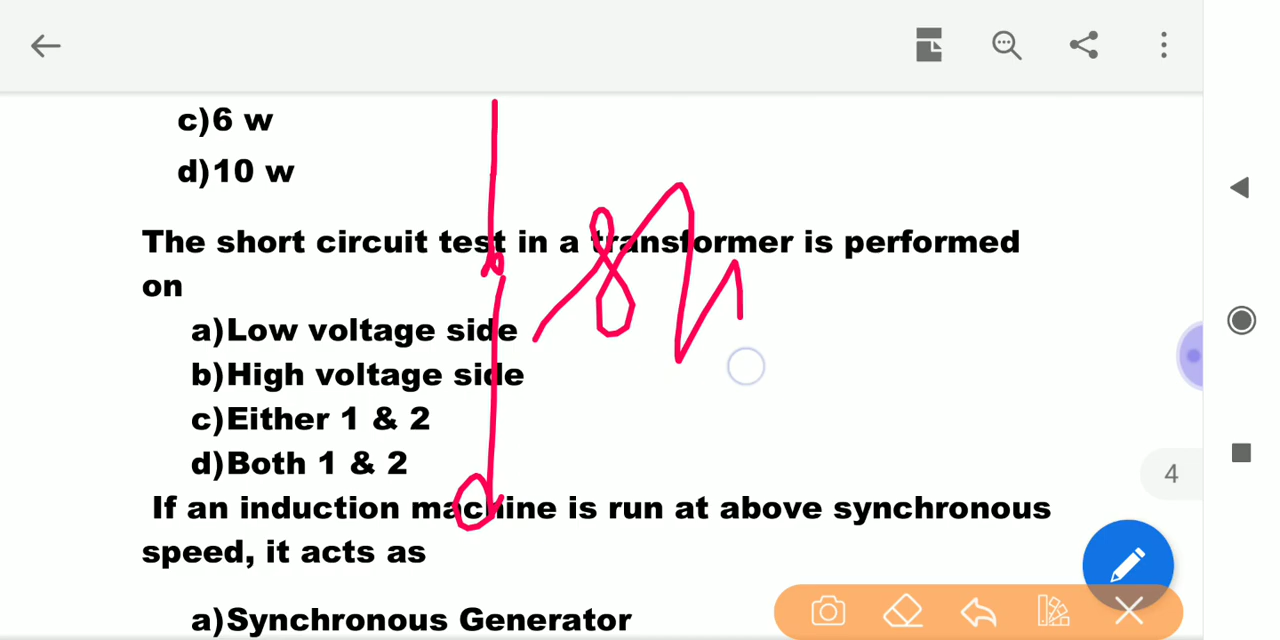 c)6 w
d)10 w
The short circuit test in a transformer is performed
on
a)Low voltage side
b)High voltage side
c)Either 1 & 2
d)Both 1 & 2
If an induction machine is run at above synchronous
speed, it acts as
a)Synchronous Generator
4